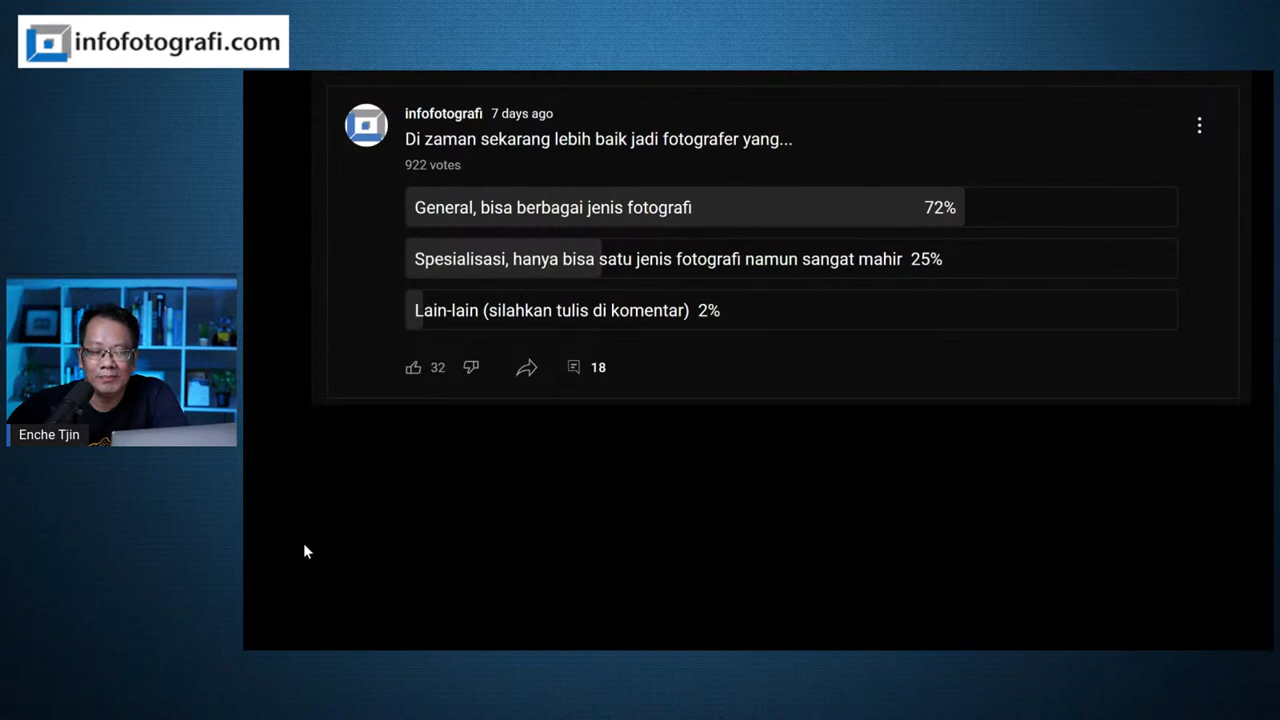 infofotografi.com
infofotografi 7 days ago
Di zaman sekarang lebih baik jadi fotografer yang...
922 votes
General, bisa berbagai jenis fotografi 72%
Spesialisasi, hanya bisa satu jenis fotografi namun sangat mahir 25%
Lain-lain (silahkan tulis di komentar) 2%
32 18
Enche Tjin